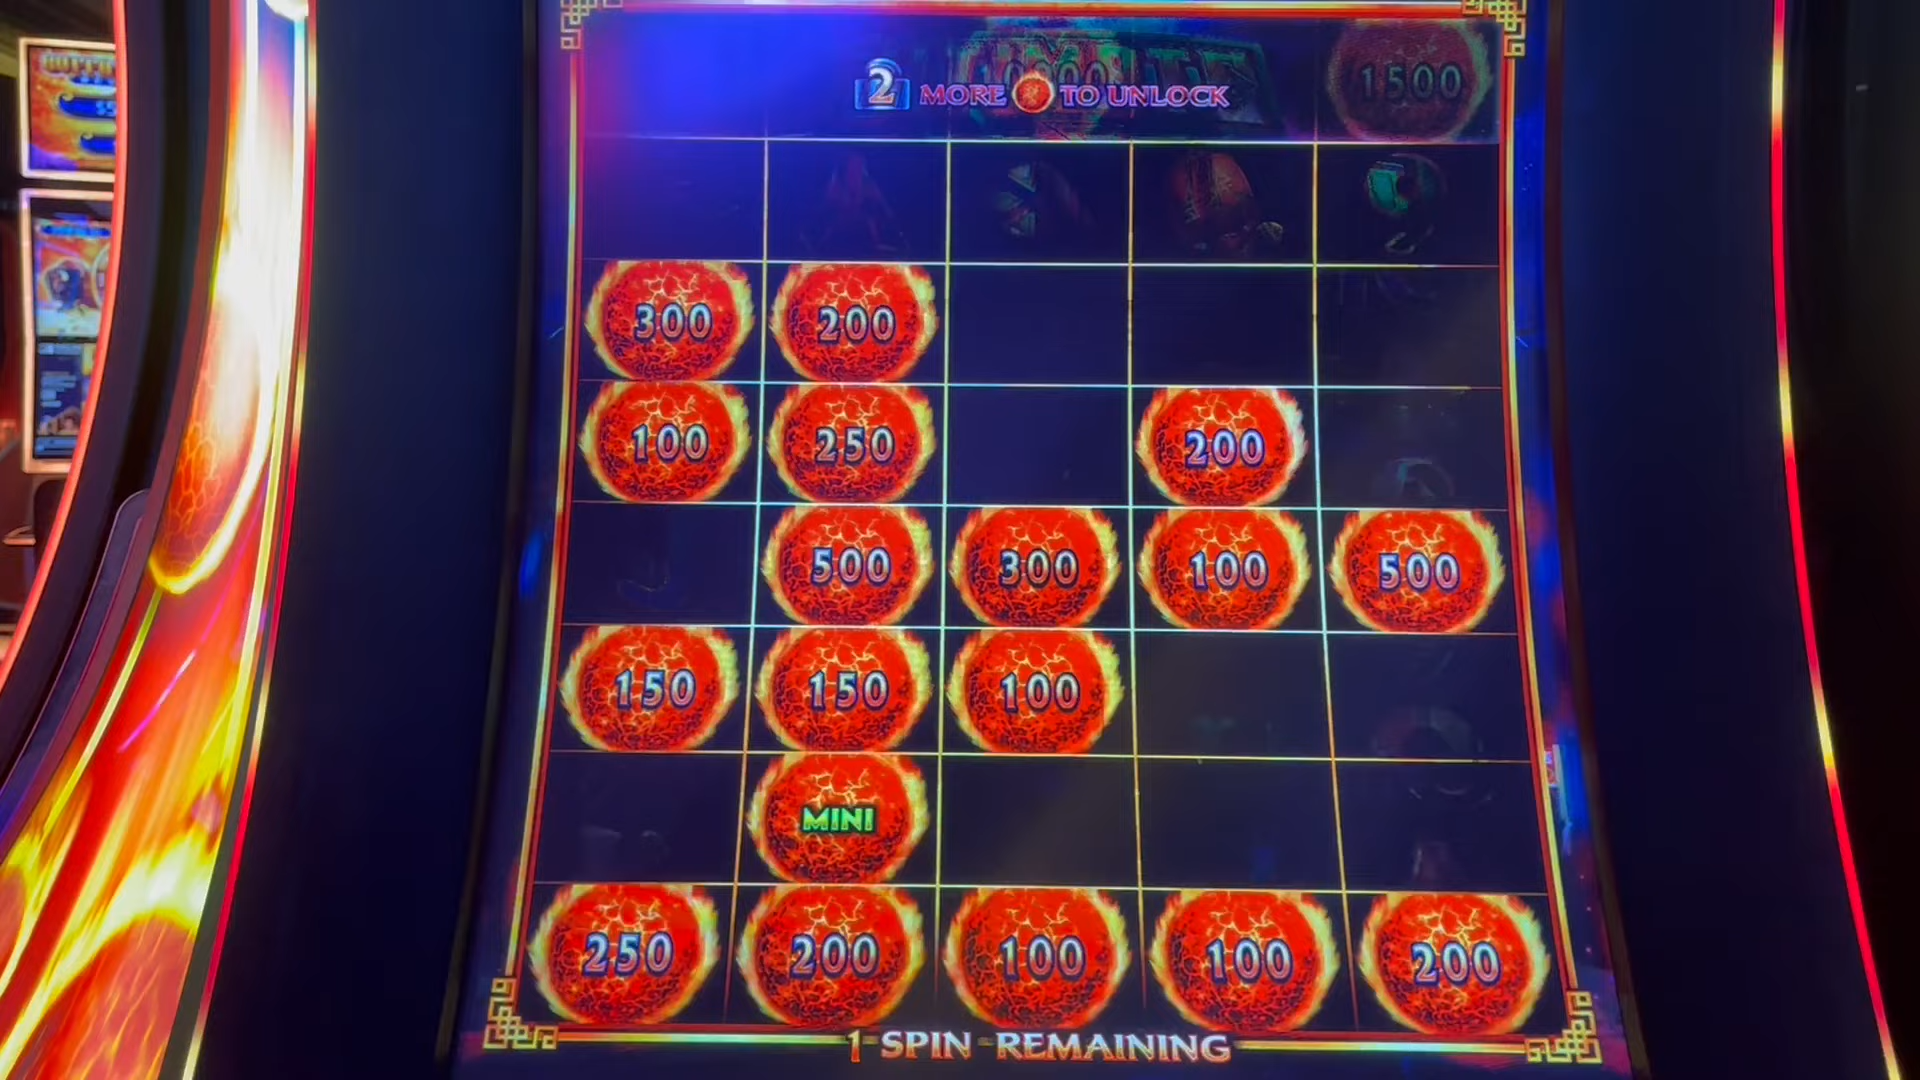 1500
2 MORE TO UNLOCK
300 200
100 250 200
500 300 100 500
150 150 100
MINI
250 200 100 100 200
1 SPIN REMAINING